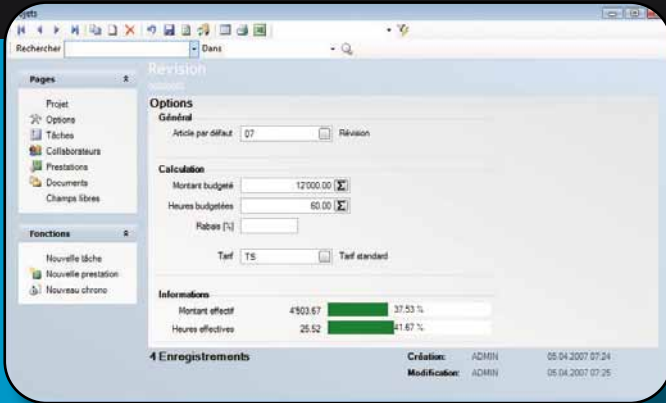 Projets
Rechercher
Dans
Révision
Pages
Projet
Options
Tâches
Collaborateurs
Prestations
Documents
Champs libres
Fonctions
Nouvelle tâche
Nouvelle prestation
Nouveau chrono
Options
Général
Article par défaut 07 Révision
Calculation
Montant budgeté 12'000.00 Σ
Heures budgetées 60.00 Σ
Rabais [%]
Tarif TS Tarif standard
Informations
Montant effectif 4'503.67 37.53 %
Heures effectives 25.52 41.67 %
4 Enregistrements
Création: ADMIN 05.04.2007 07:24
Modification: ADMIN 05.04.2007 07:25